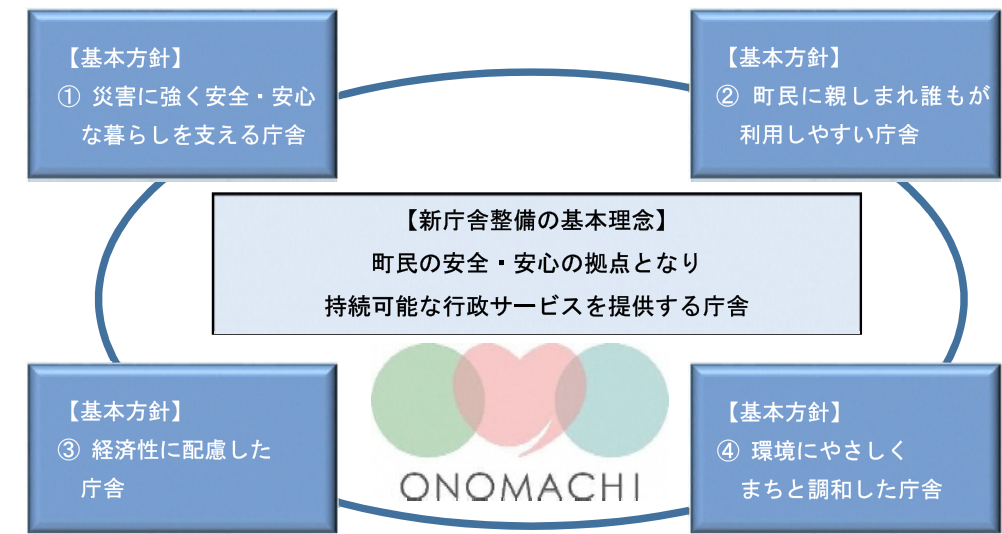 【基本方針】
① 災害に強く安全・安心
な暮らしを支える庁舎
【基本方針】
② 町民に親しまれ誰もが
利用しやすい庁舎
【新庁舎整備の基本理念】
町民の安全・安心の拠点となり
持続可能な行政サービスを提供する庁舎
【基本方針】
③ 経済性に配慮した
庁舎
ONOMACHI
【基本方針】
④ 環境にやさしく
まちと調和した庁舎